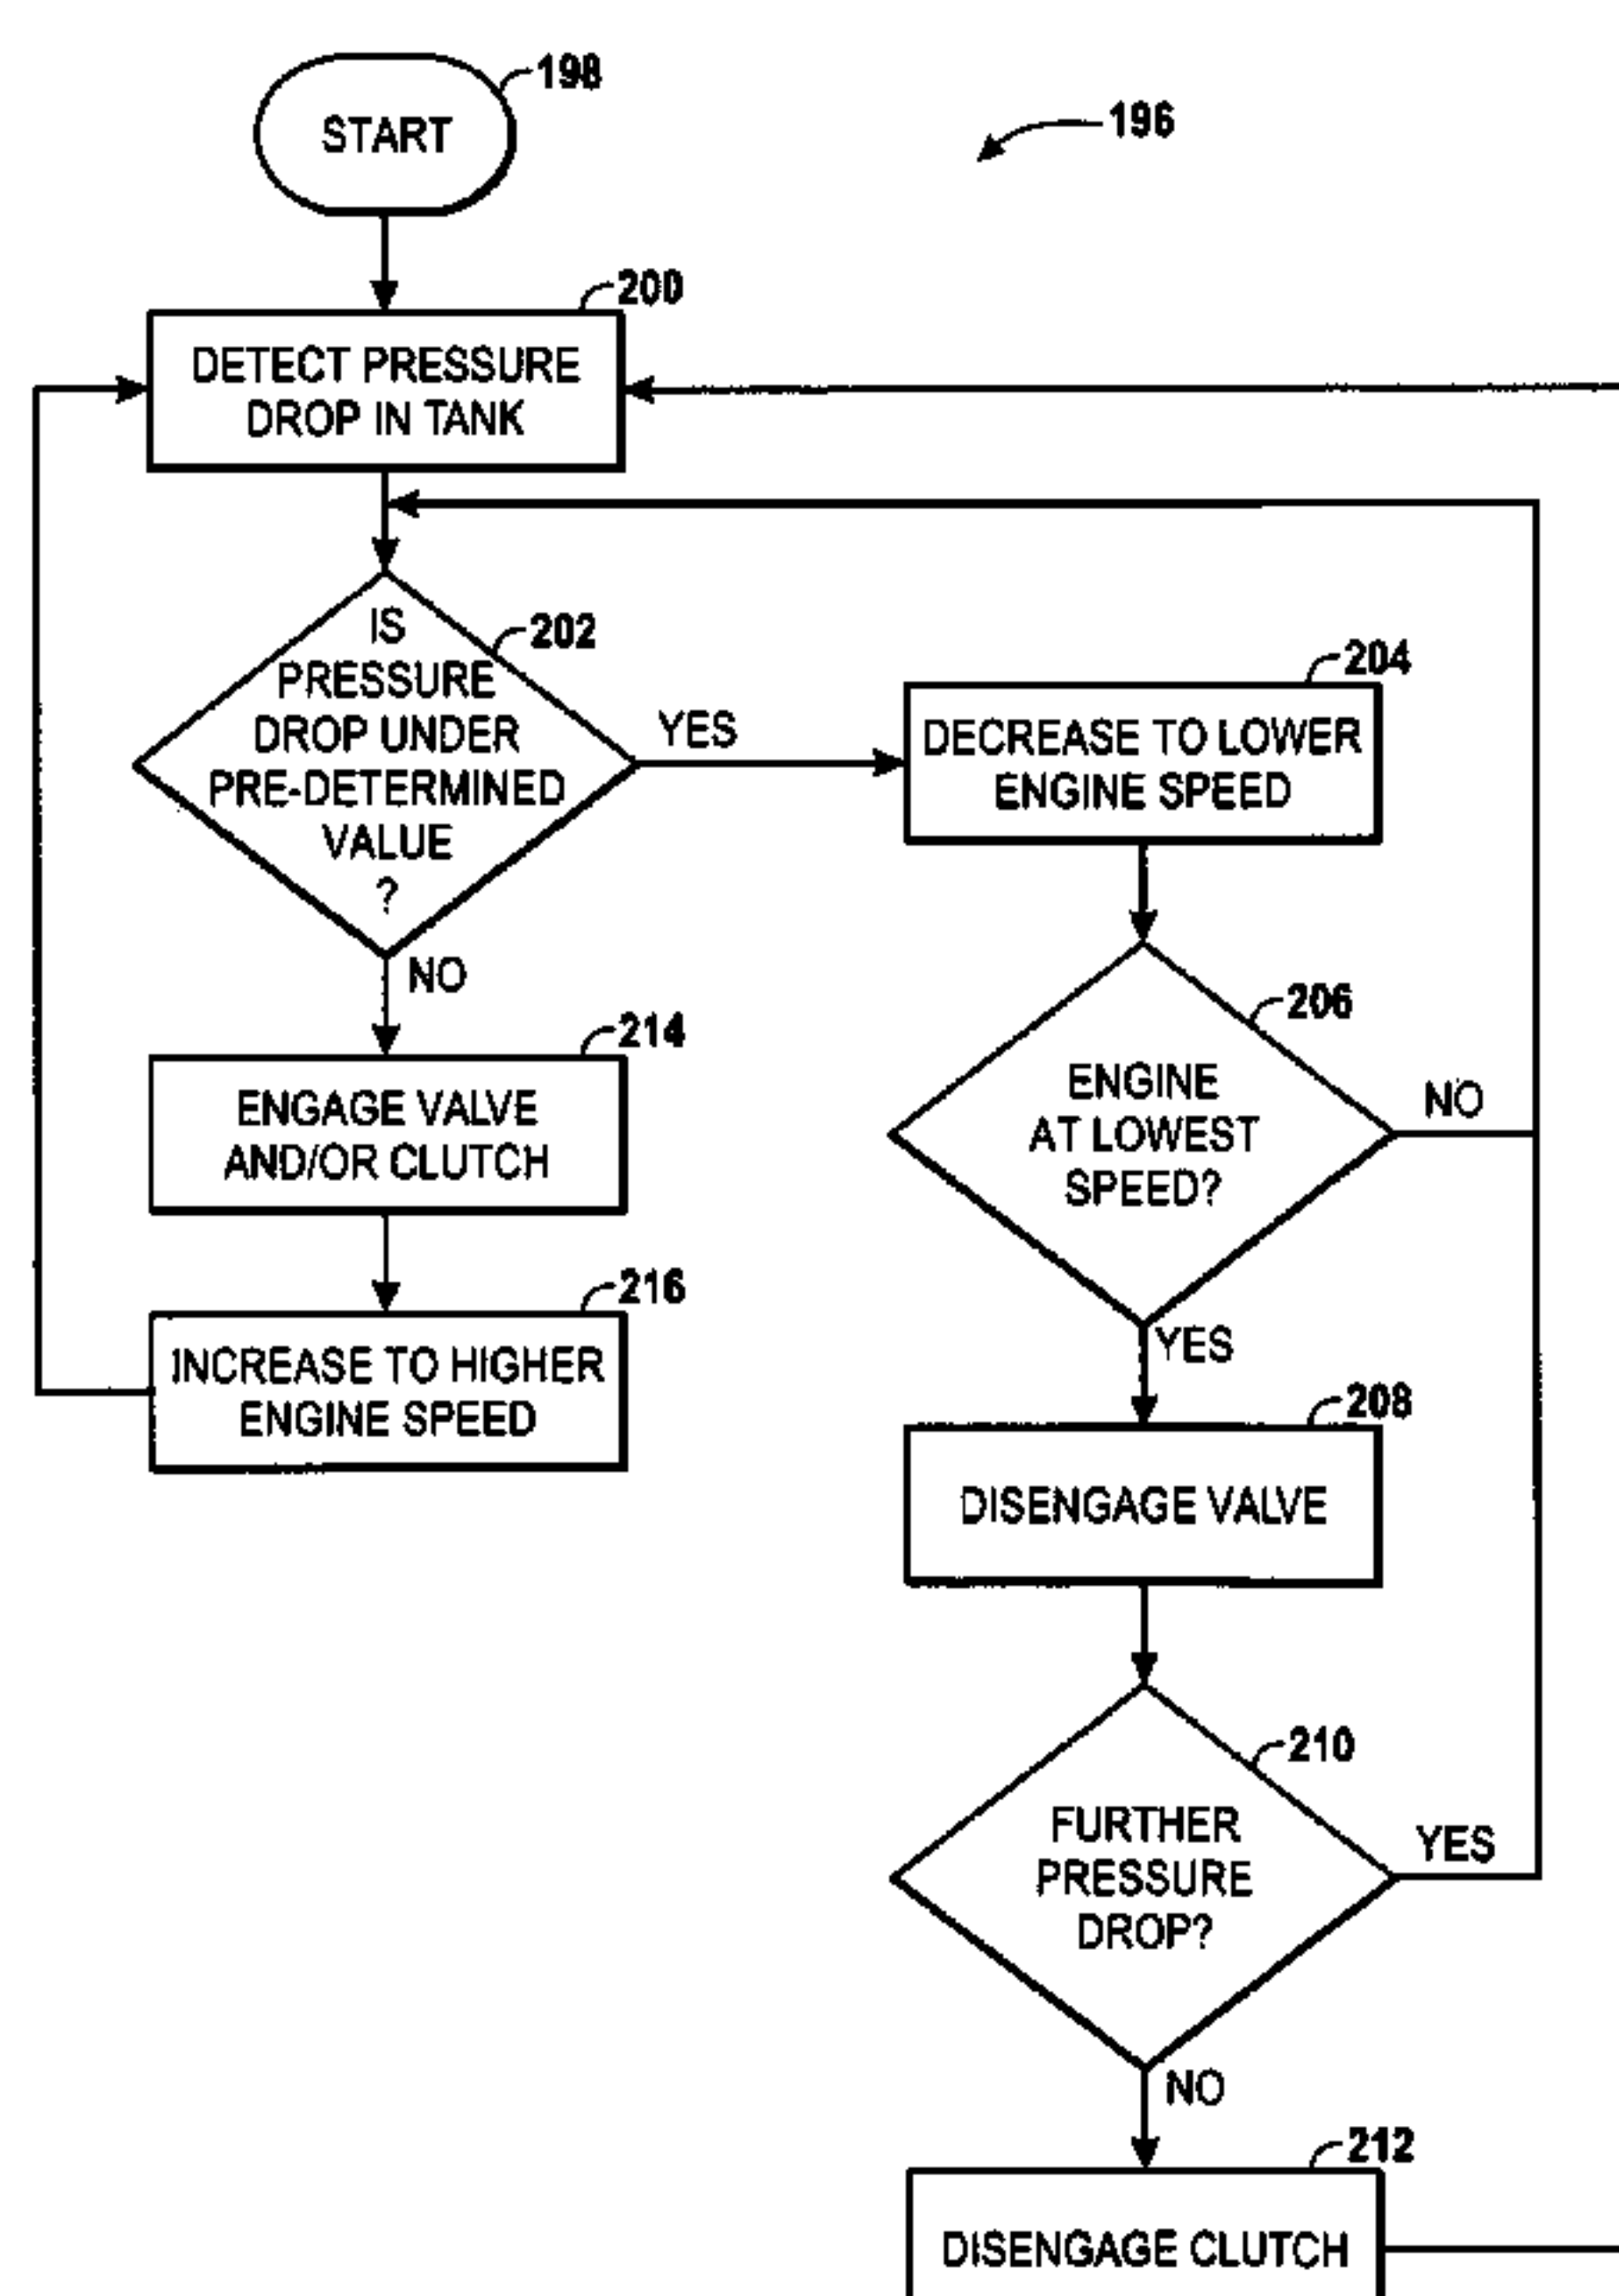 198
START
196
200
DETECT PRESSURE
DROP IN TANK
202
IS
PRESSURE
DROP UNDER
PRE-DETERMINED
VALUE
?
YES
NO
204
DECREASE TO LOWER
ENGINE SPEED
206
ENGINE
AT LOWEST
SPEED?
NO
YES
214
ENGAGE VALVE
AND/OR CLUTCH
216
INCREASE TO HIGHER
ENGINE SPEED
208
DISENGAGE VALVE
210
FURTHER
PRESSURE
DROP?
YES
NO
212
DISENGAGE CLUTCH